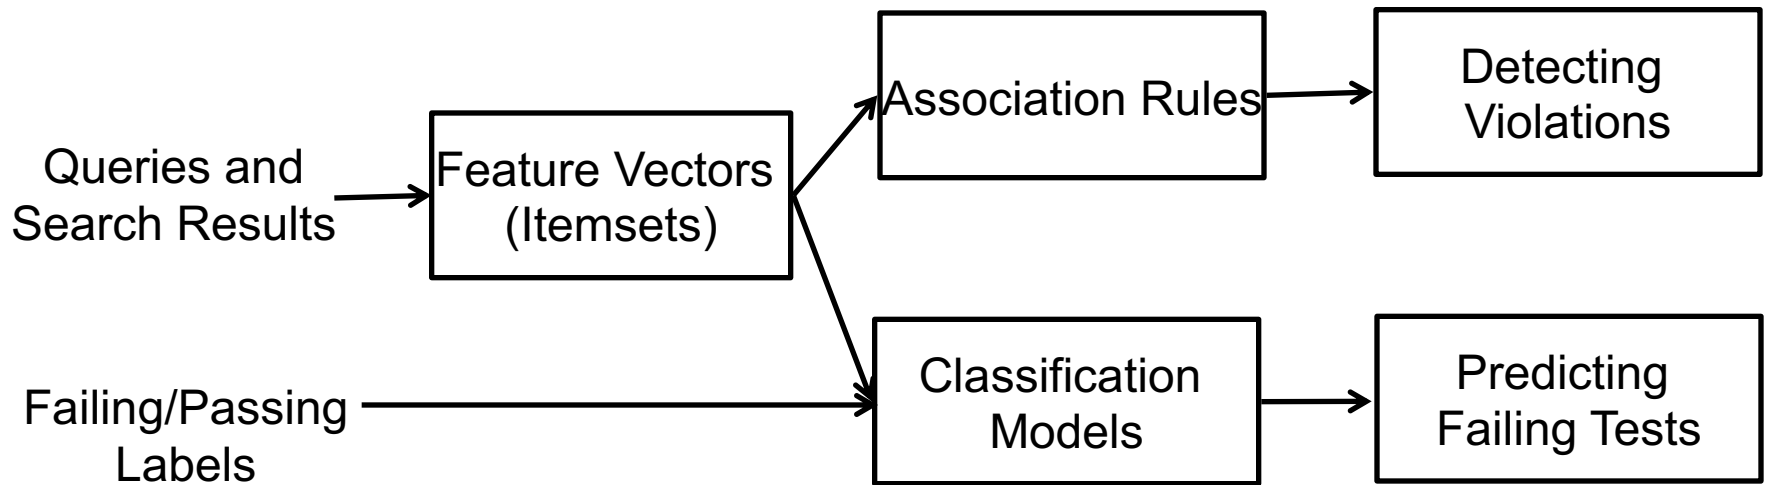 Queries and
Search Results
Feature Vectors
(Itemsets)
Association Rules
Detecting
Violations
Failing/Passing
Labels
Classification
Models
Predicting
Failing Tests